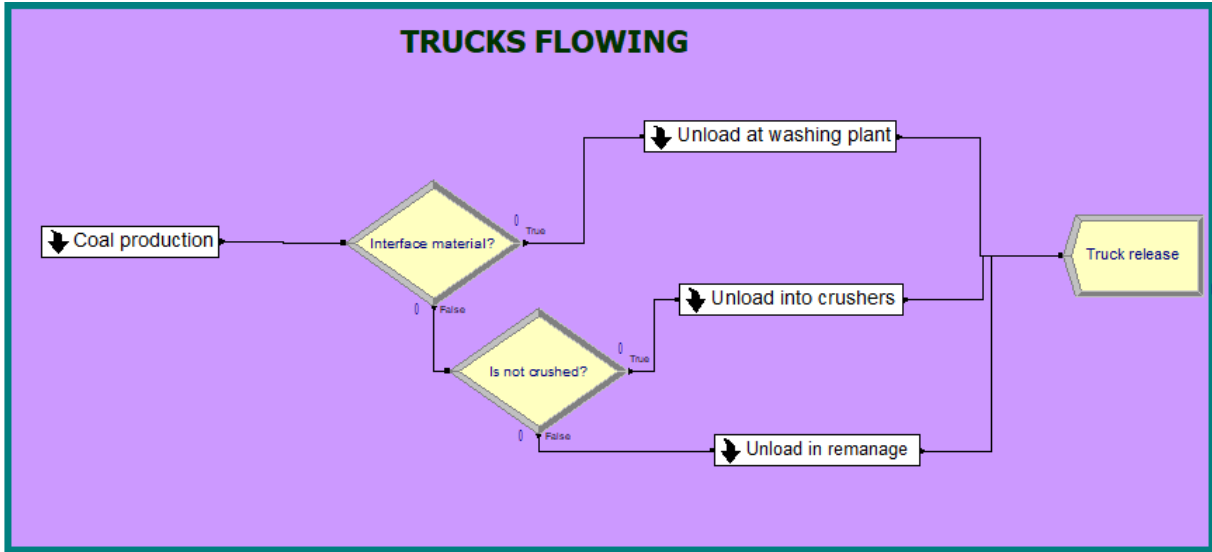 TRUCKS FLOWING
Unload at washing plant
0
True
Coal production
Interface material?
Truck release
0
False
Unload into crushers
0
True
Is not crushed?
0
False
Unload in remanage